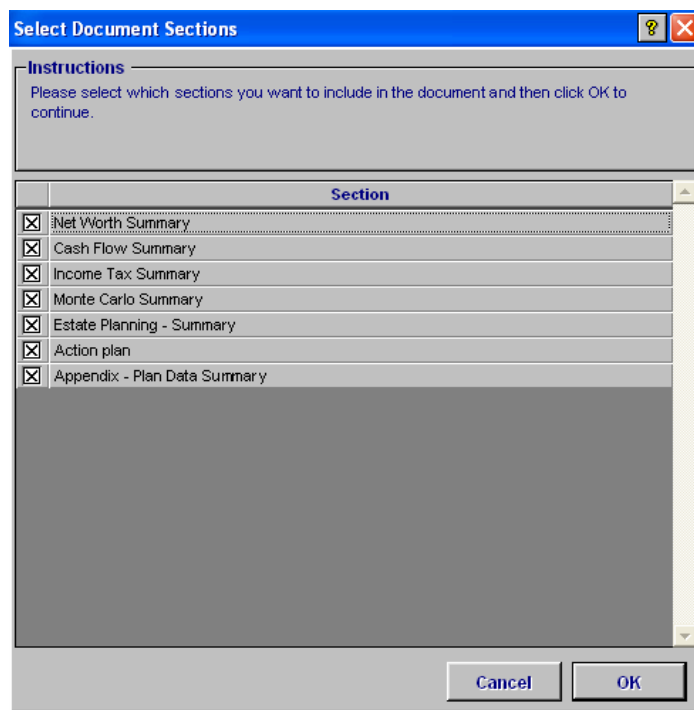 Select Document Sections
?
Instructions
Please select which sections you want to include in the document and then click OK to
continue.
Section
Net Worth Summary
Cash Flow Summary
Income Tax Summary
Monte Carlo Summary
Estate Planning - Summary
Action plan
Appendix - Plan Data Summary
Cancel OK